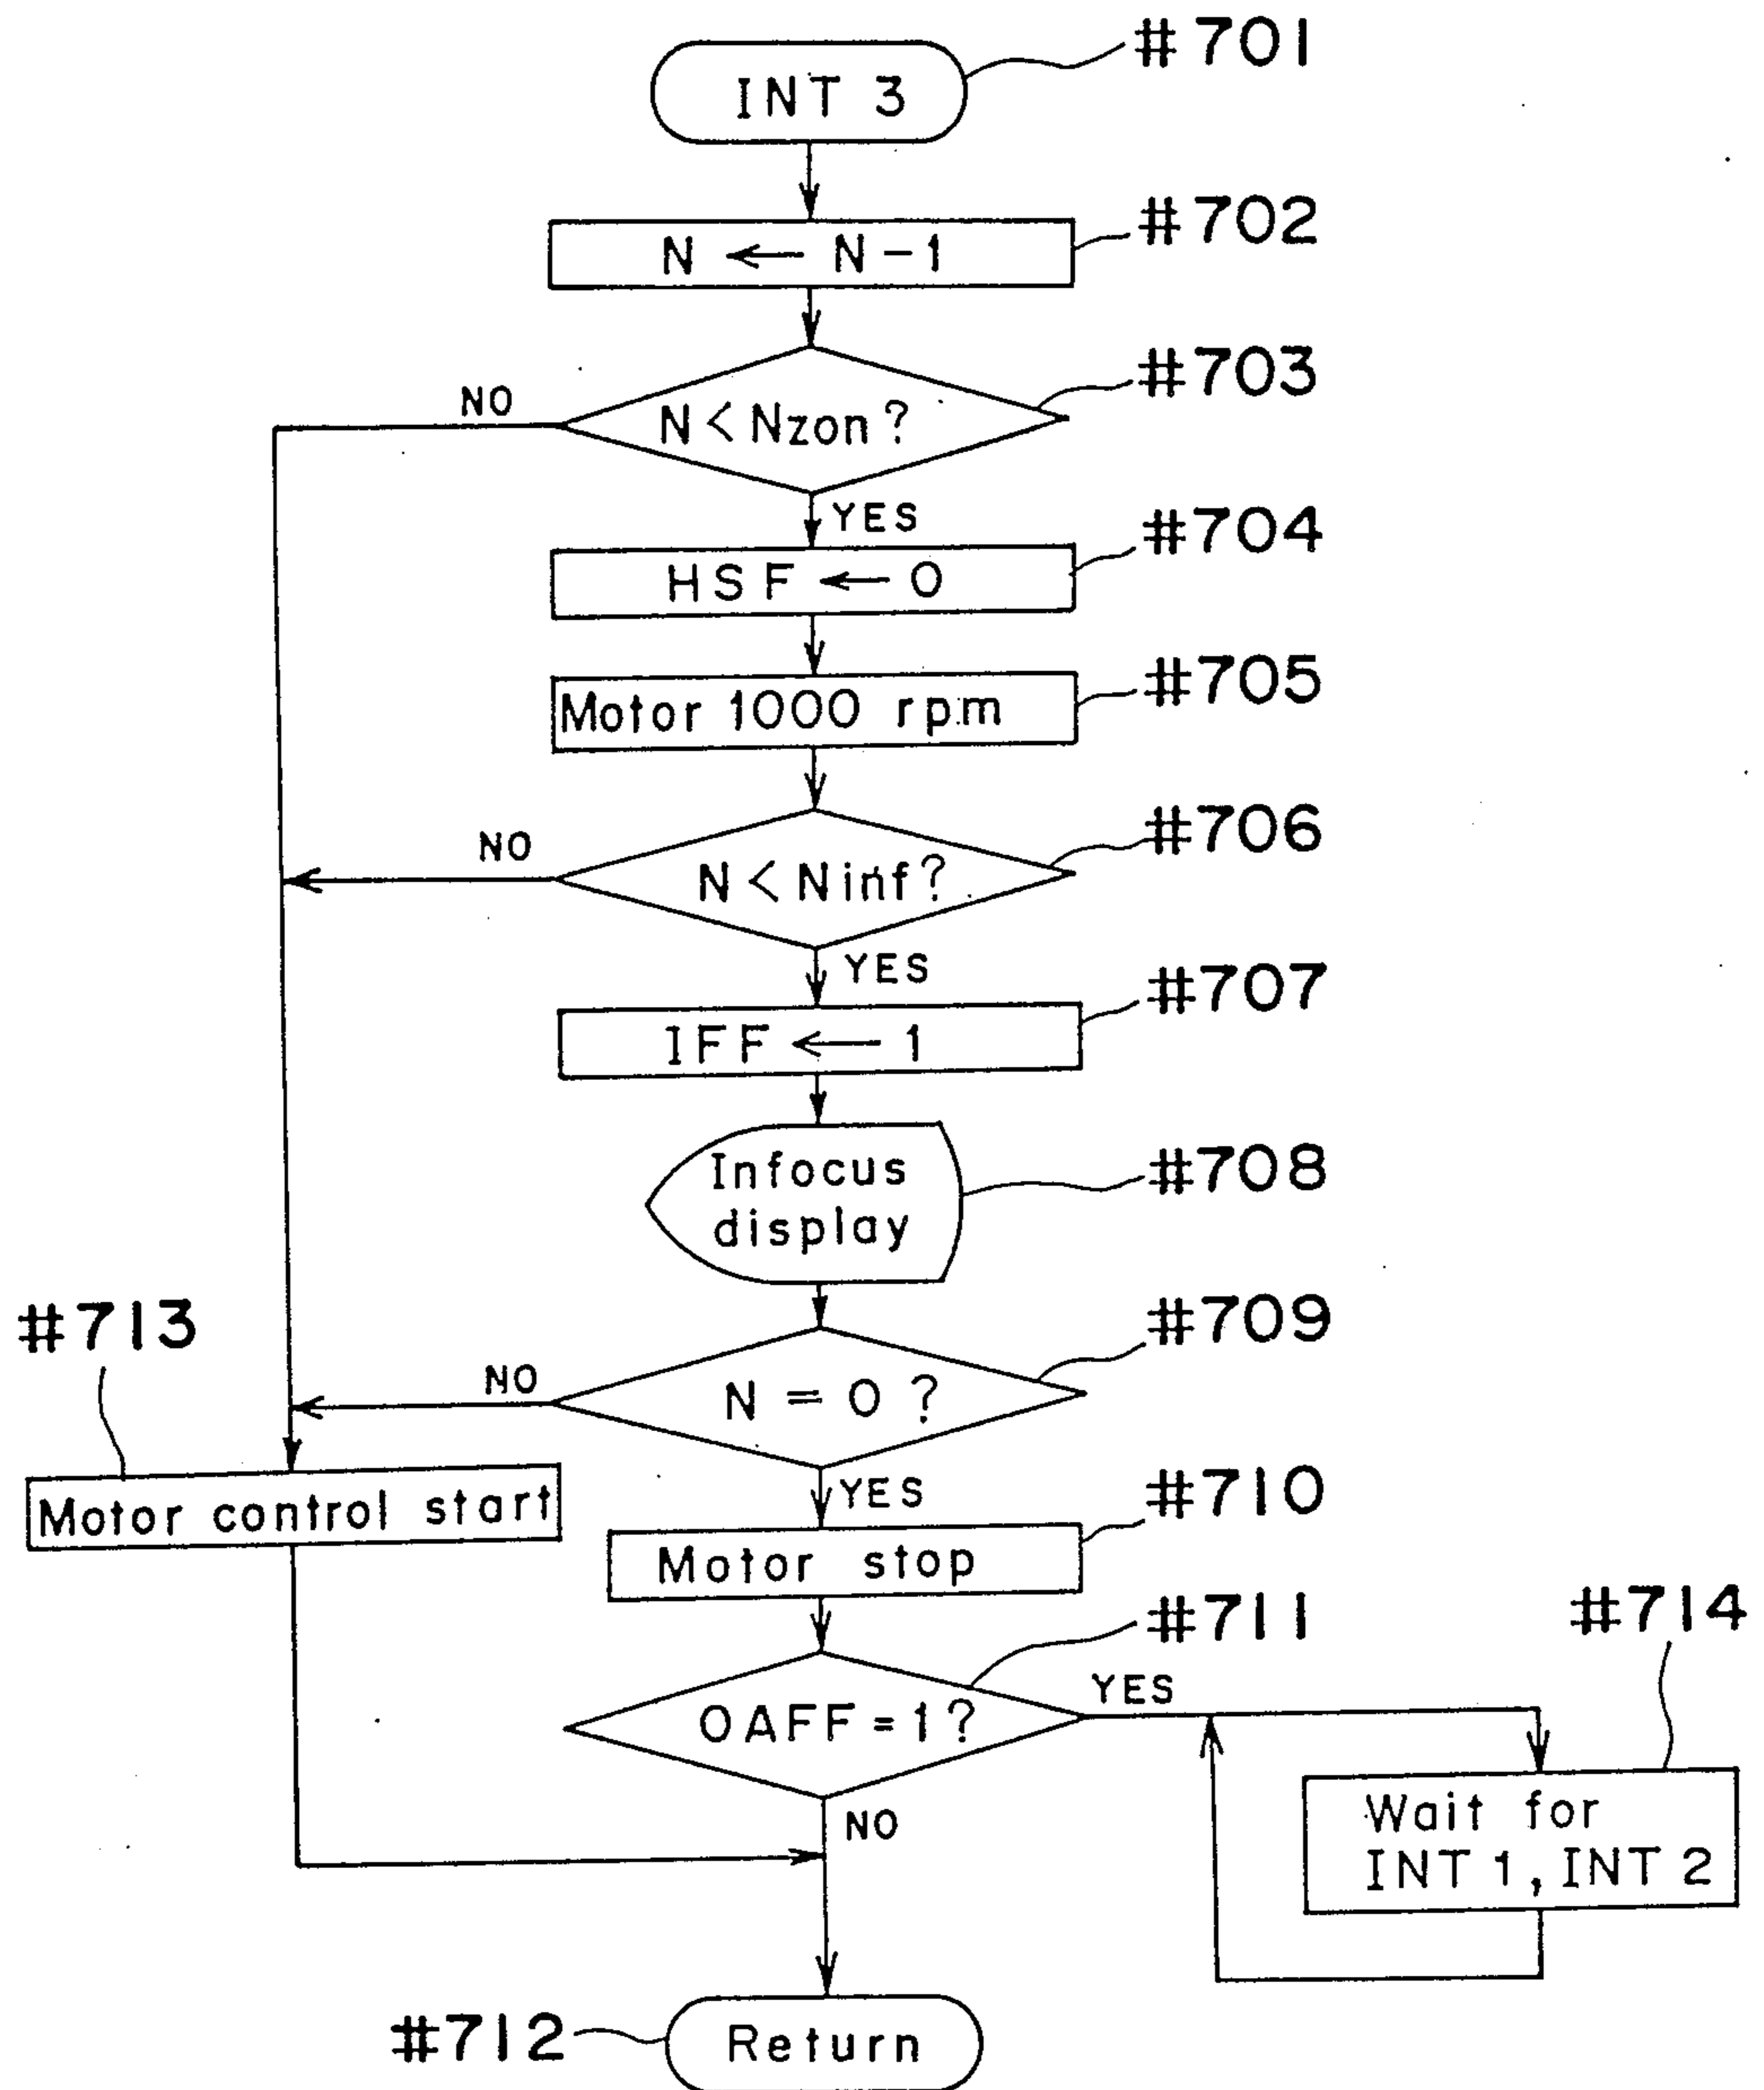 #701
INT 3
#702
N ← N-1
#703
NO
N < Nzon?
YES
#704
HSF ← 0
#705
Motor 1000 rpm
#706
NO
N < Ninf?
YES
#707
IFF ← 1
#708
Infocus
display
#713
#709
NO
N = 0 ?
YES
#710
Motor control start
Motor stop
#711
#714
YES
OAFF = 1?
NO
Wait for
INT 1, INT 2
#712
Return